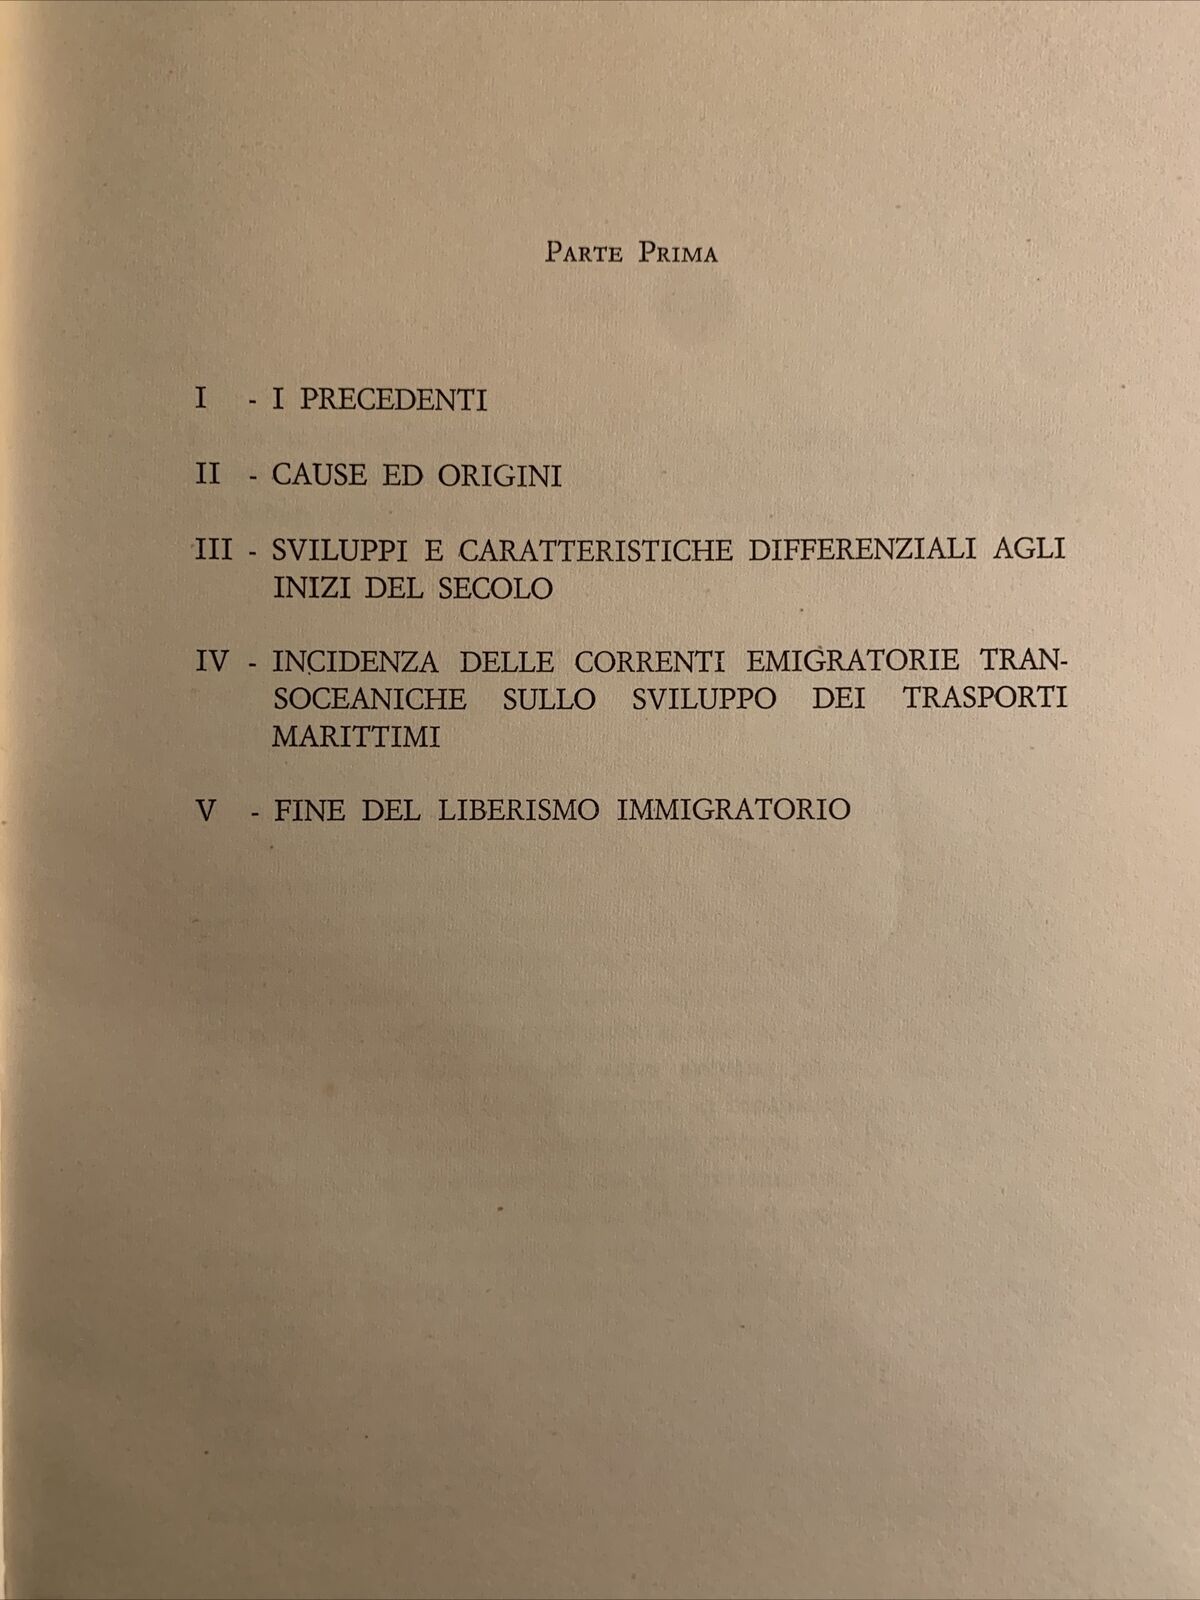 Parte Prima
I - I PRECEDENTI
II - CAUSE ED ORIGINI
III - SVILUPPI E CARATTERISTICHE DIFFERENZIALI AGLI
INIZI DEL SECOLO
IV - INCIDENZA DELLE CORRENTI EMIGRATORIE TRAN-
SOCEANICHE SULLO SVILUPPO DEI TRASPORTI
MARITTIMI
V - FINE DEL LIBERISMO IMMIGRATORIO